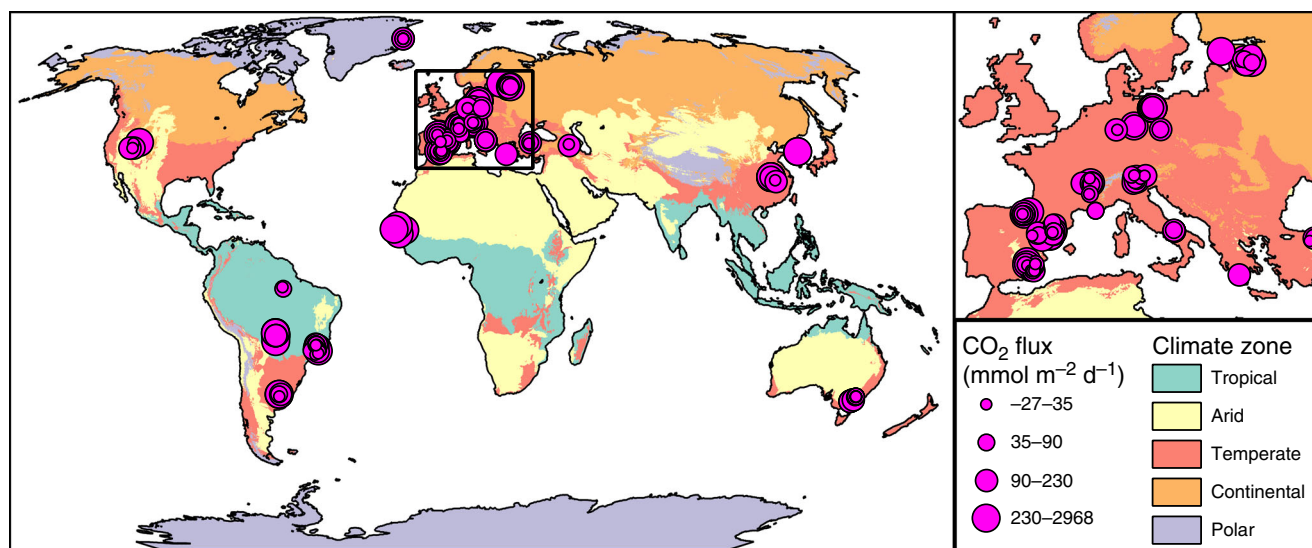 CO₂ flux
(mmol m⁻² d⁻¹)
–27–35
35–90
90–230
230–2968
Climate zone
Tropical
Arid
Temperate
Continental
Polar